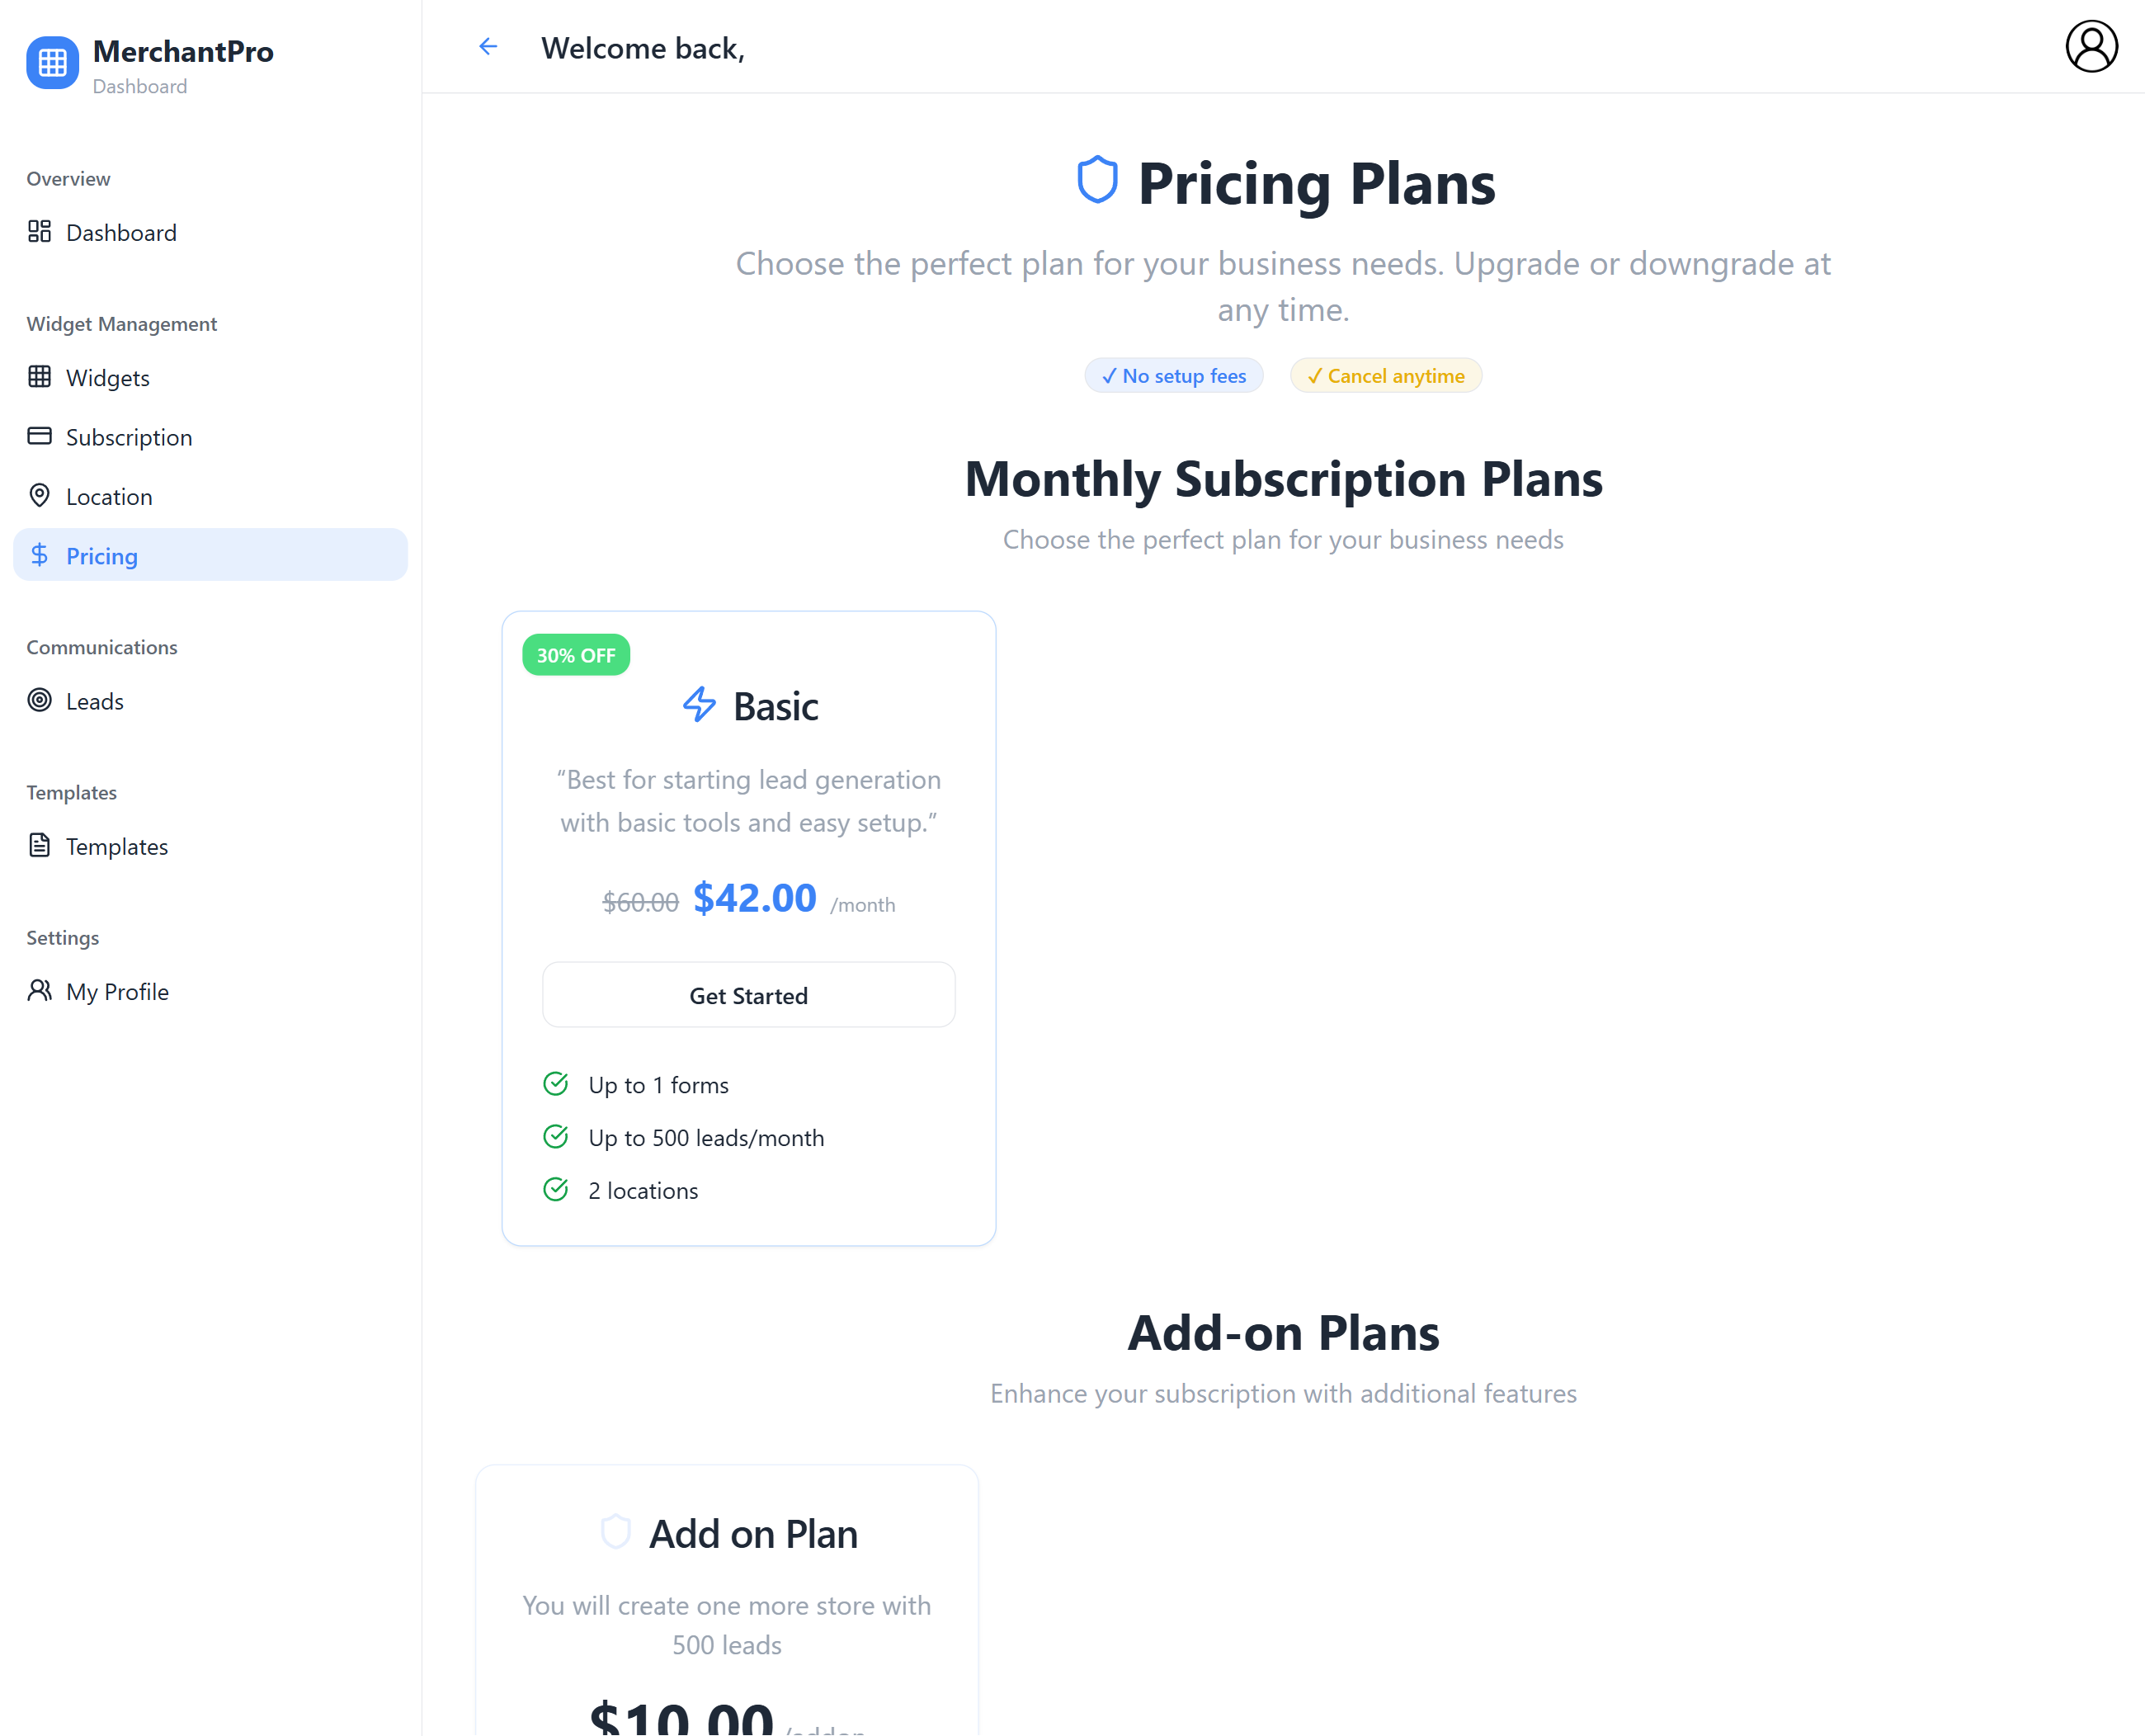 MerchantPro
Dashboard
Overview
Dashboard
Widget Management
Widgets
Subscription
Location
Pricing
Communications
Leads
Templates
Templates
Settings
My Profile
Welcome back,
Pricing Plans
Choose the perfect plan for your business needs. Upgrade or downgrade at
any time.
✓ No setup fees
✓ Cancel anytime
Monthly Subscription Plans
Choose the perfect plan for your business needs
30% OFF
Basic
“Best for starting lead generation
with basic tools and easy setup.”
$60.00 $42.00 /month
Get Started
Up to 1 forms
Up to 500 leads/month
2 locations
Add-on Plans
Enhance your subscription with additional features
Add on Plan
You will create one more store with
500 leads
$10.00 /addon